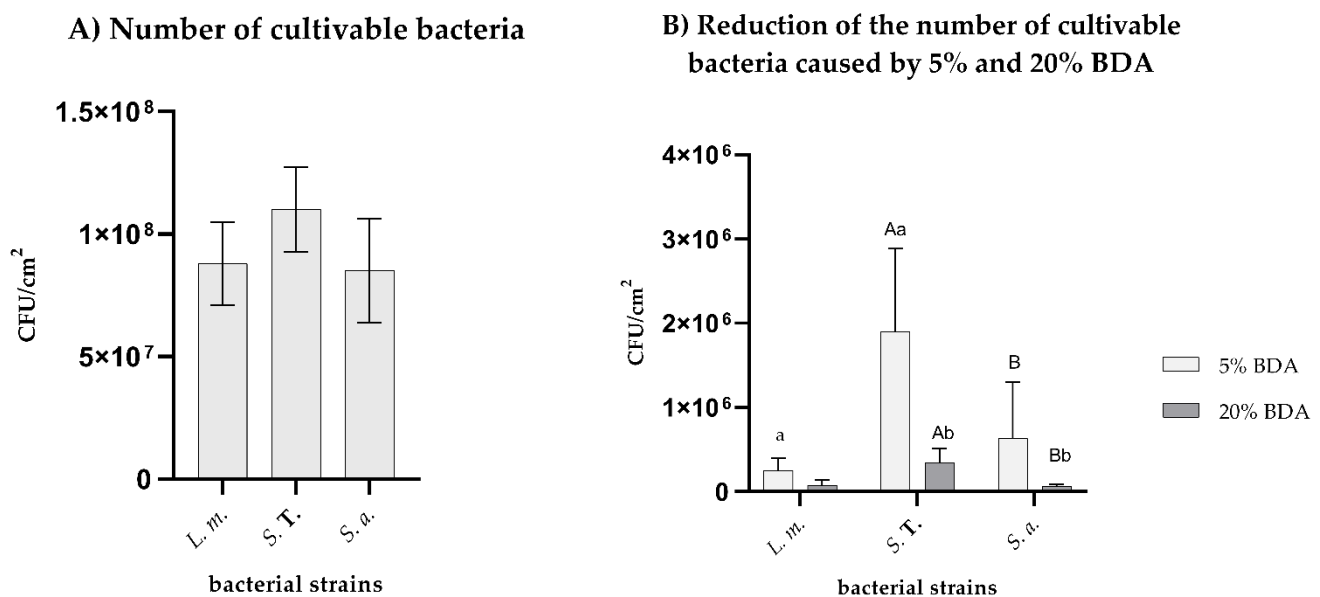 A) Number of cultivable bacteria
1.5×10⁸
1×10⁸
5×10⁷
0
CFU/cm²
L. m.
S. T.
S. a.
bacterial strains
B) Reduction of the number of cultivable
bacteria caused by 5% and 20% BDA
4×10⁶
3×10⁶
2×10⁶
1×10⁶
0
CFU/cm²
a
Aa
Ab
B
Bb
L. m.
S. T.
S. a.
bacterial strains
5% BDA
20% BDA